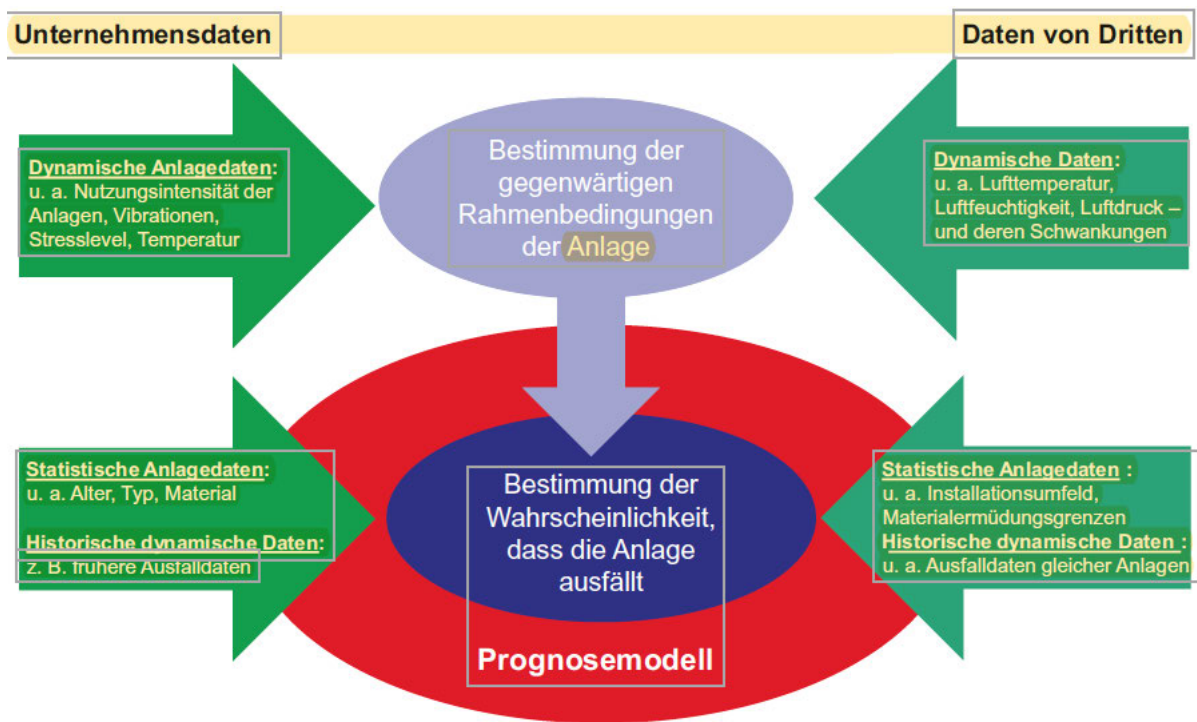 Unternehmensdaten
Daten von Dritten
Dynamische Anlagedaten:
u. a. Nutzungsintensität der
Anlagen, Vibrationen,
Stresslevel, Temperatur
Bestimmung der
gegenwärtigen
Rahmenbedingungen
der Anlage
Dynamische Daten:
u. a. Lufttemperatur,
Luftfeuchtigkeit, Luftdruck –
und deren Schwankungen
Statistische Anlagedaten:
u. a. Alter, Typ, Material
Historische dynamische Daten:
z. B. frühere Ausfalldaten
Bestimmung der
Wahrscheinlichkeit,
dass die Anlage
ausfällt
Prognosemodell
Statistische Anlagedaten :
u. a. Installationsumfeld,
Materialermüdungsgrenzen
Historische dynamische Daten :
u. a. Ausfalldaten gleicher Anlagen